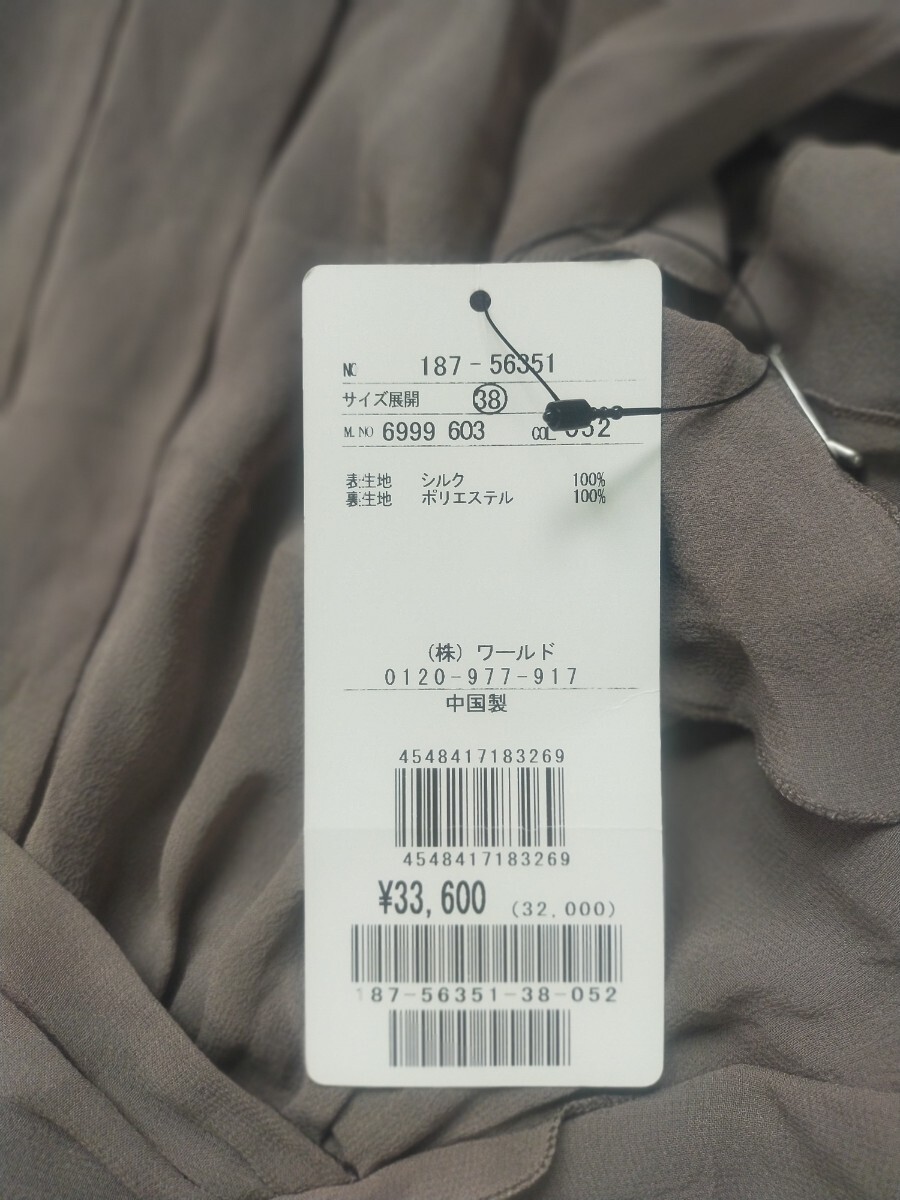 NO 187-56351
サイズ展開 38
M.NO 6999 603 COL 052
表生地 シルク 100%
裏生地 ポリエステル 100%
(株) ワールド
0120-977-917
中国製
4548417183269
4548417183269
¥33,600 (32,000)
187-56351-38-052